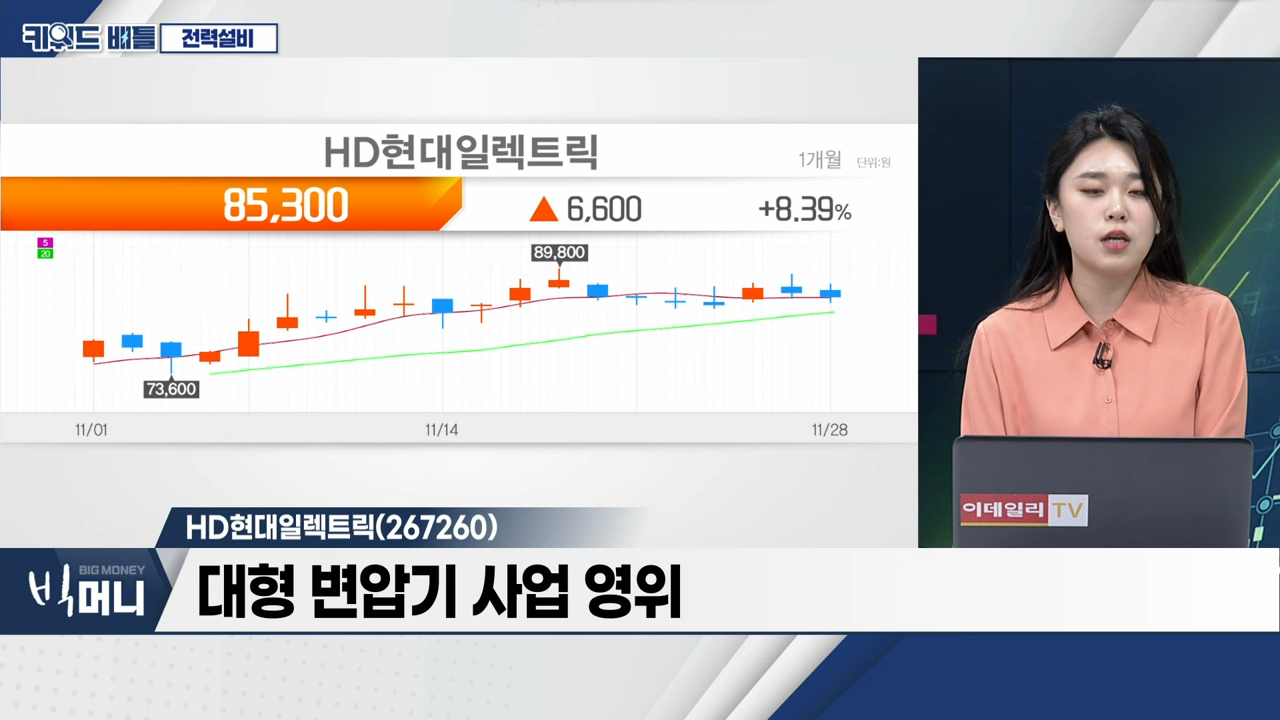 키워드 배틀 전력설비
HD현대일렉트릭
1개월 단위:원
85,300 ▲ 6,600 +8.39%
5
20
89,800
73,600
11/01 11/14 11/28
이데일리TV
HD현대일렉트릭(267260)
빅머니 BIG MONEY
대형 변압기 사업 영위